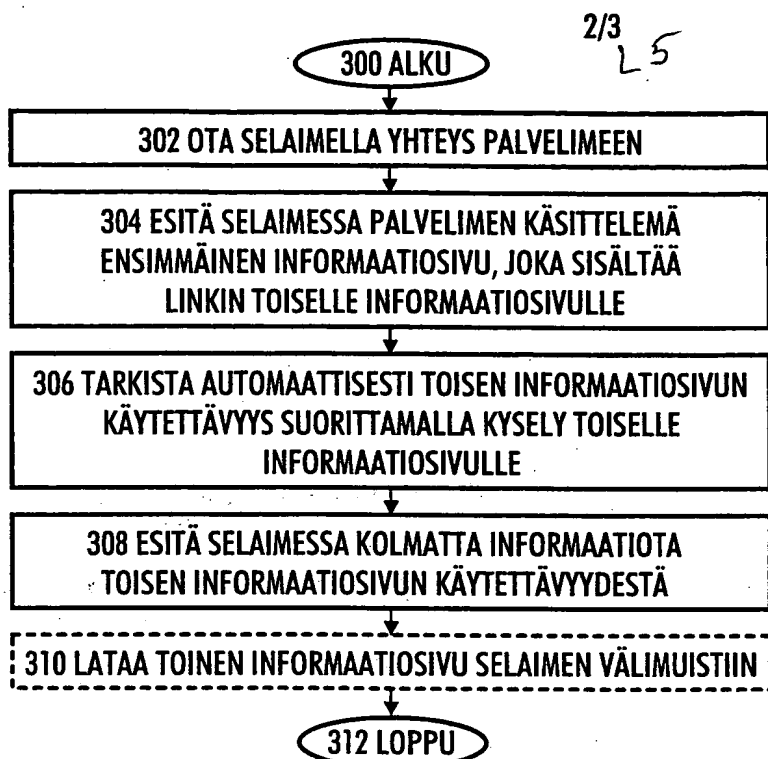 2/3
L5
300 ALKU
302 OTA SELAIMELLA YHTEYS PALVELIMEEN
304 ESITÄ SELAIMESSA PALVELIMEN KÄSITTELEMÄ
ENSIMMÄINEN INFORMAATIOSIVU, JOKA SISÄLTÄÄ
LINKIN TOISELLE INFORMAATIOSIVULLE
306 TARKISTA AUTOMAATTISESTI TOISEN INFORMAATIOSIVUN
KÄYTETTÄVYYS SUORITTAMALLA KYSELY TOISELLE
INFORMAATIOSIVULLE
308 ESITÄ SELAIMESSA KOLMATTA INFORMAATIOTA
TOISEN INFORMAATIOSIVUN KÄYTETTÄVYYDESTÄ
310 LATAA TOINEN INFORMAATIOSIVU SELAIMEN VÄLIMUISTIIN
312 LOPPU